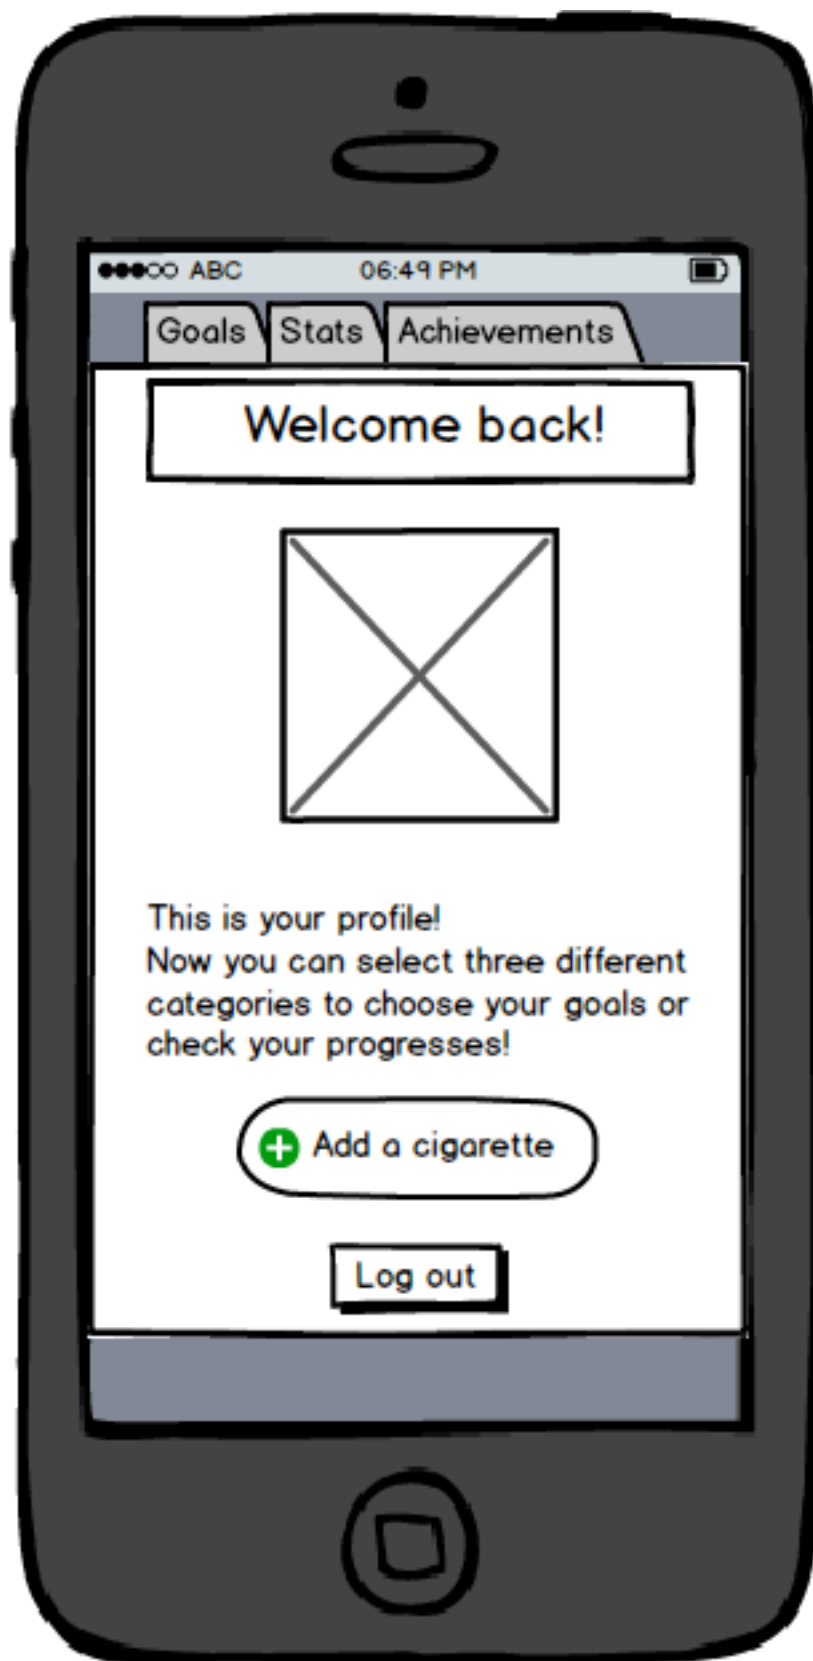 ABC 06:49 PM
Goals Stats Achievements
Welcome back!
This is your profile!
Now you can select three different
categories to choose your goals or
check your progresses!
Add a cigarette
Log out